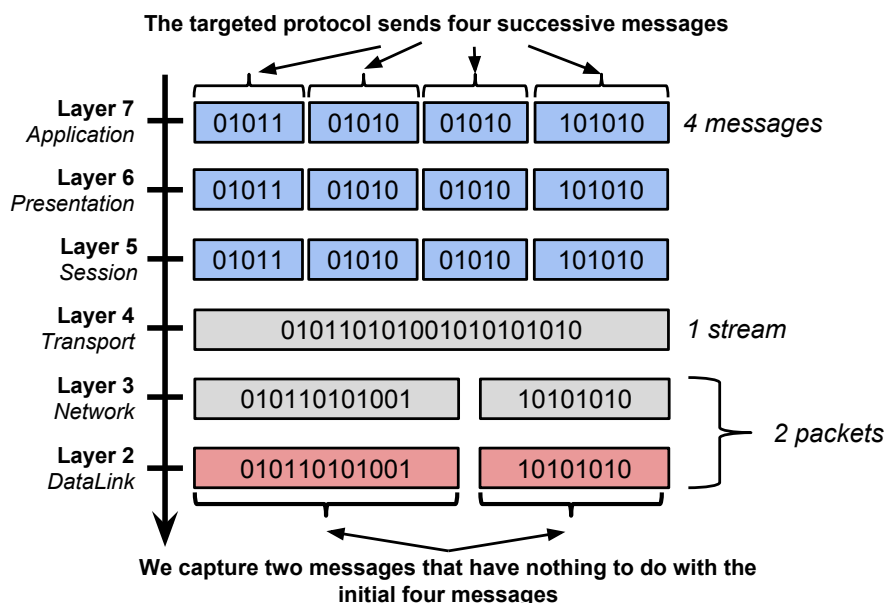 The targeted protocol sends four successive messages
Layer 7
Application
01011 01010 01010 101010
4 messages
Layer 6
Presentation
01011 01010 01010 101010
Layer 5
Session
01011 01010 01010 101010
Layer 4
Transport
010110101001010101010
1 stream
Layer 3
Network
010110101001 10101010
Layer 2
DataLink
010110101001 10101010
2 packets
We capture two messages that have nothing to do with the
initial four messages